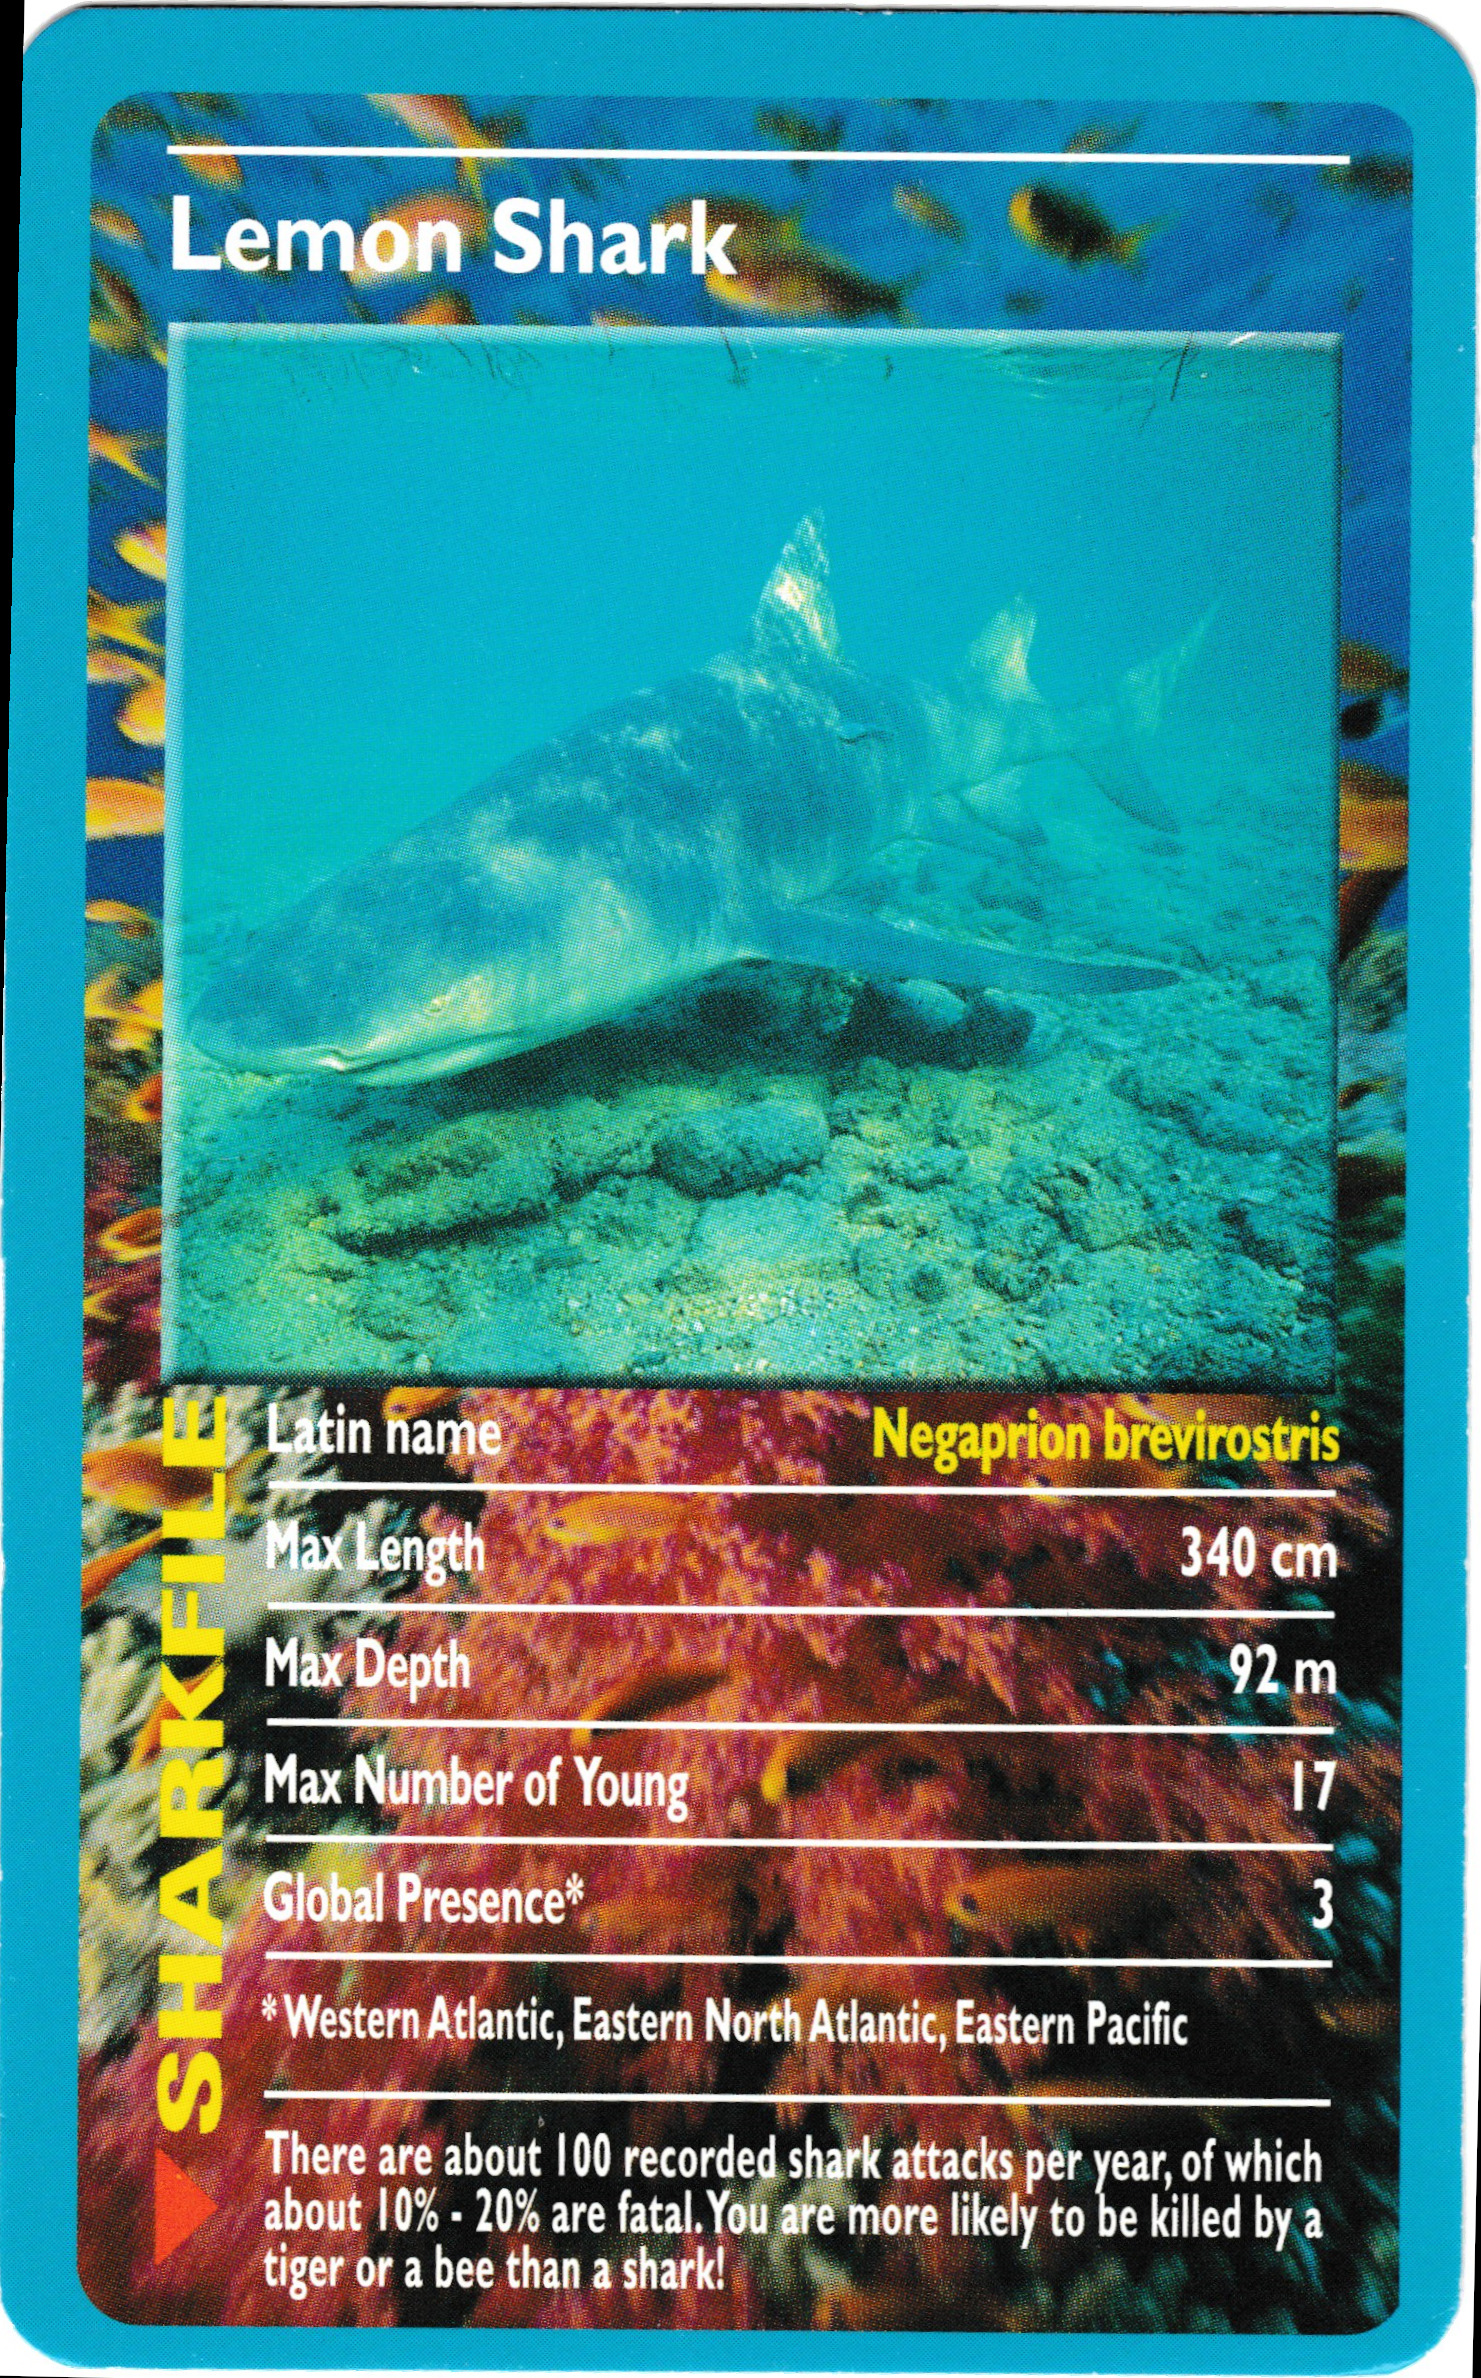 Lemon Shark
SHARKFILE
Latin name Negaprion brevirostris
Max Length 340 cm
Max Depth 92 m
Max Number of Young 17
Global Presence* 3
* Western Atlantic, Eastern North Atlantic, Eastern Pacific
There are about 100 recorded shark attacks per year, of which
about 10% - 20% are fatal. You are more likely to be killed by a
tiger or a bee than a shark!